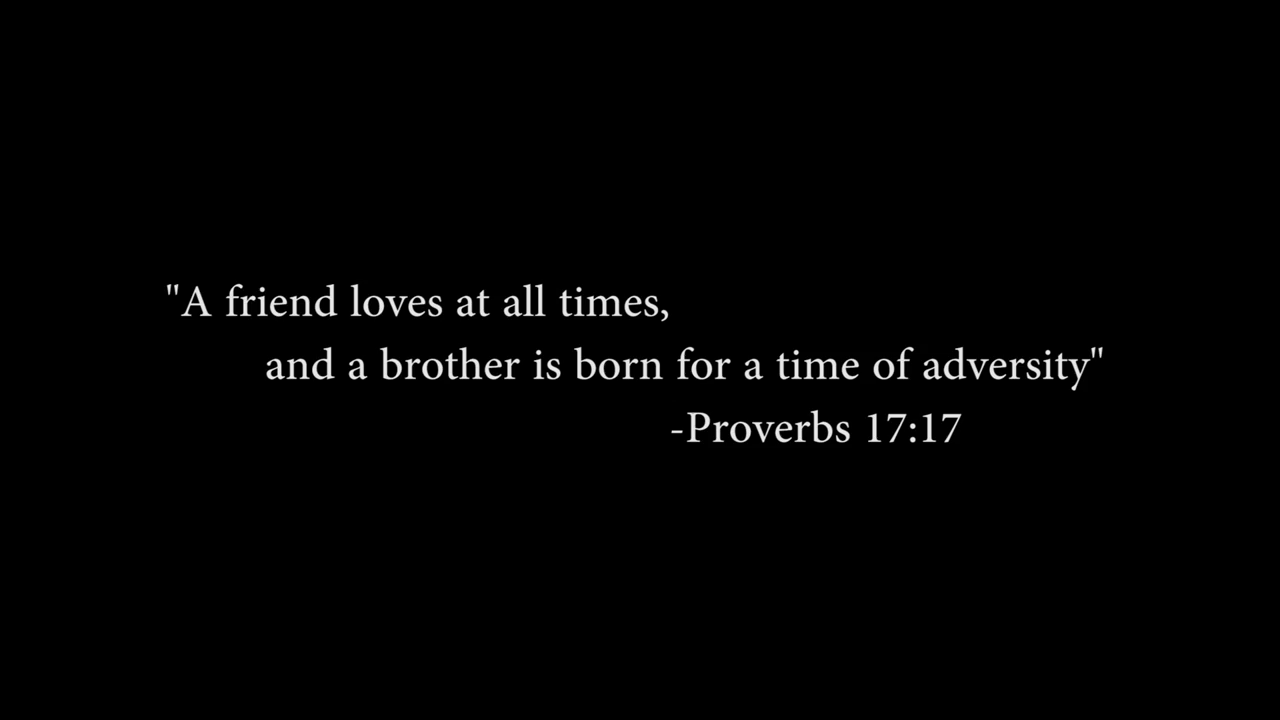 "A friend loves at all times,
and a brother is born for a time of adversity"
-Proverbs 17:17